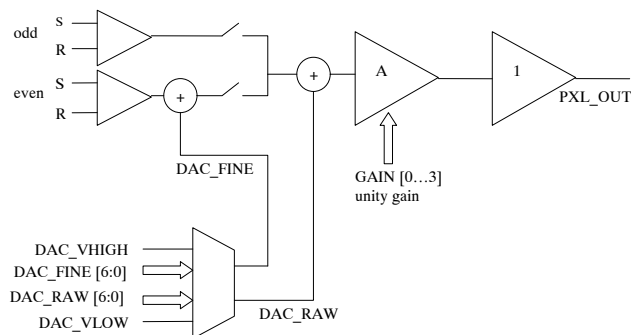 odd
S
R
even
S
R
+
+
A
1
PXL_OUT
DAC_FINE
GAIN [0…3]
unity gain
DAC_VHIGH
DAC_FINE [6:0]
DAC_RAW [6:0]
DAC_VLOW
DAC_RAW